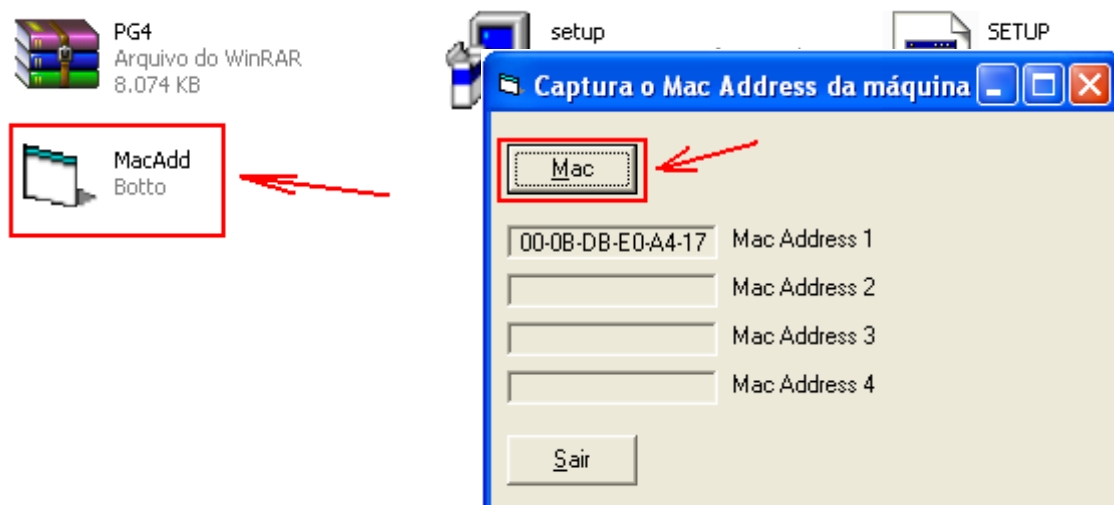 PG4
Arquivo do WinRAR
8.074 KB
setup
SETUP
MacAdd
Botto
Captura o Mac Address da máquina
Mac
00-0B-DB-E0-A4-17 Mac Address 1
Mac Address 2
Mac Address 3
Mac Address 4
Sair